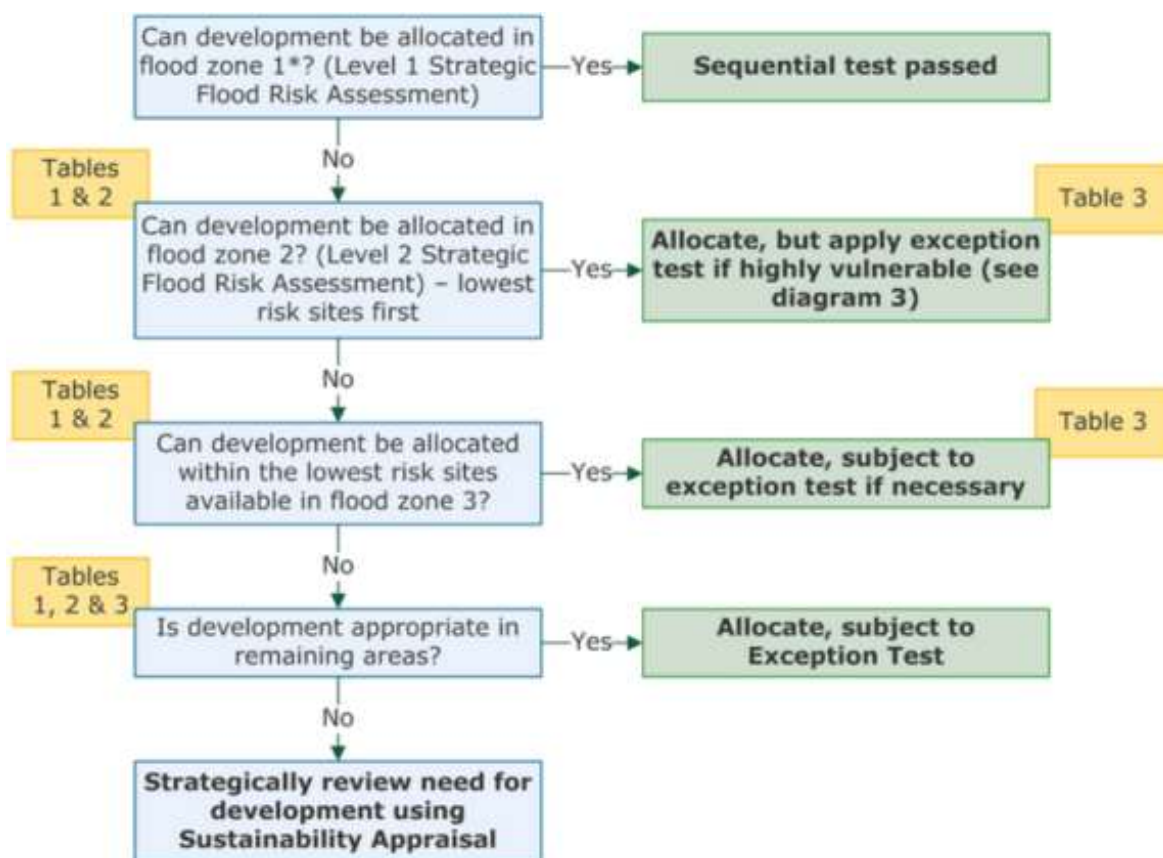 Can development be allocated in
flood zone 1*? (Level 1 Strategic
Flood Risk Assessment)
Yes
Sequential test passed
No
Tables
1 & 2
Table 3
Can development be allocated in
flood zone 2? (Level 2 Strategic
Flood Risk Assessment) – lowest
risk sites first
Yes
Allocate, but apply exception
test if highly vulnerable (see
diagram 3)
No
Tables
1 & 2
Table 3
Can development be allocated
within the lowest risk sites
available in flood zone 3?
Yes
Allocate, subject to
exception test if necessary
No
Tables
1, 2 & 3
Is development appropriate in
remaining areas?
Yes
Allocate, subject to
Exception Test
No
Strategically review need for
development using
Sustainability Appraisal